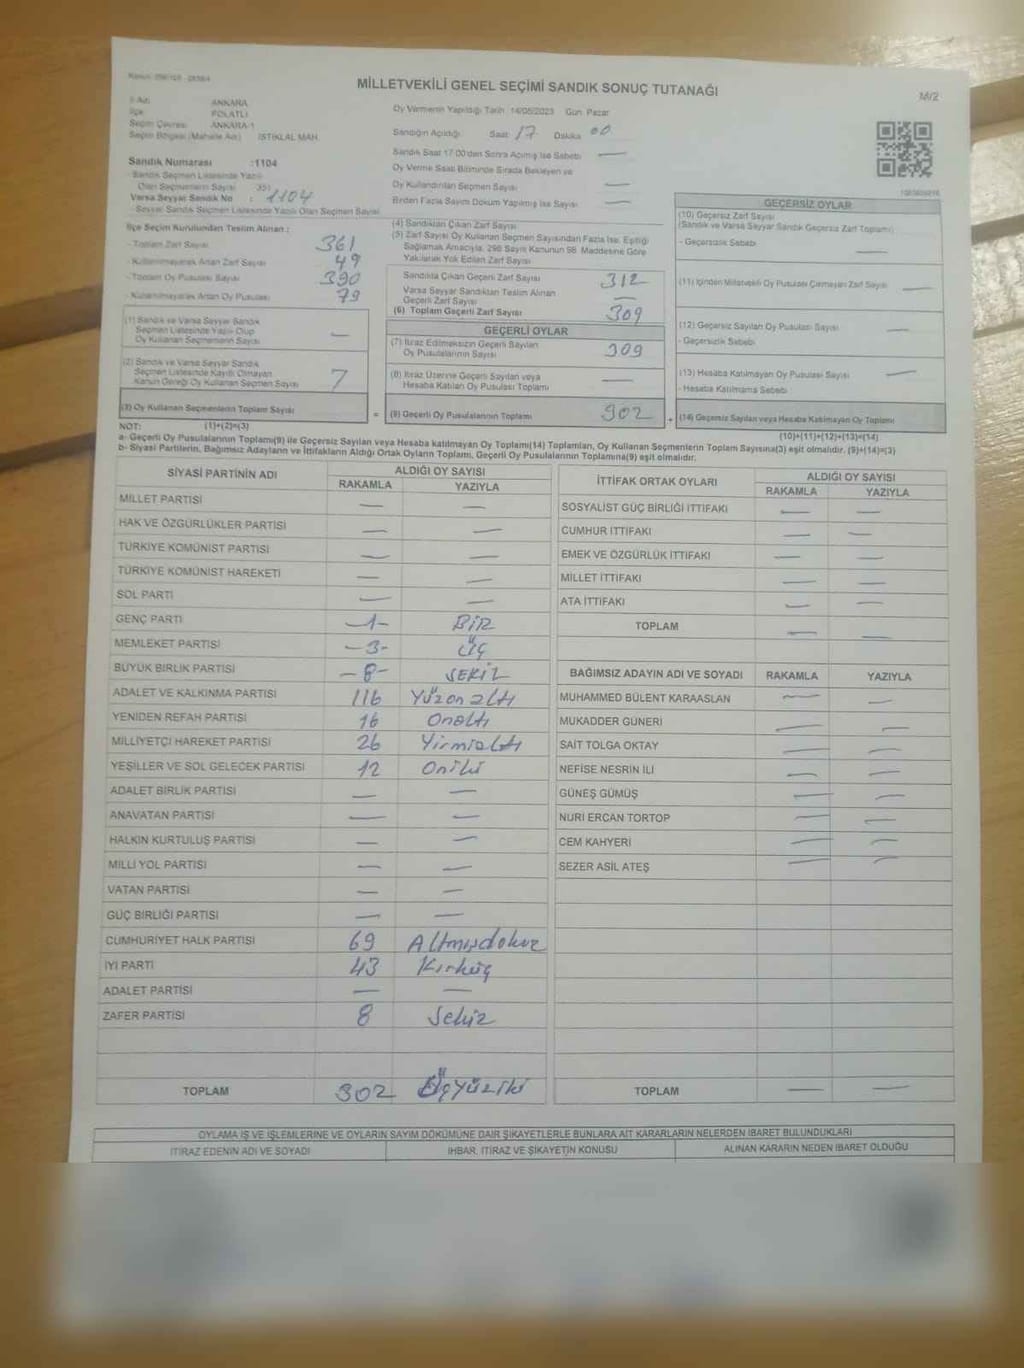 MİLLETVEKİLİ GENEL SEÇİMİ SANDIK SONUÇ TUTANAĞI
M/2
İl Adı ANKARA
İlçe POLATLI
Seçim Çevresi ANKARA-1
Seçim Bölgesi (Mahalle Adı) İSTİKLAL MAH.
Sandık Numarası :1104
- Sandık Seçmen Listesinde Yazılı
Olan Seçmenlerin Sayısı 351
Varsa Seyyar Sandık No : 1104
- Seyyar Sandık Seçmen Listesinde Yazılı Olan Seçmen Sayısı
Oy Vermenin Yapıldığı Tarih :14/05/2023 Gün: Pazar
Sandığın Açıldığı Saat: 17 Dakika 00
Sandık Saat 17:00'den Sonra Açılmış İse Sebebi —
Oy Verme Saati Bitiminde Sırada Bekleyen ve
Oy Kullandırılan Seçmen Sayısı —
Birden Fazla Sayım Döküm Yapılmış İse Sayısı —
İlçe Seçim Kurulundan Teslim Alınan :
- Toplam Zarf Sayısı 361
- Kullanılmayarak Artan Zarf Sayısı 49
- Toplam Oy Pusulası Sayısı 390
- Kullanılmayarak Artan Oy Pusulası 79
(1) Sandık ve Varsa Seyyar Sandık
Seçmen Listesinde Yazılı Olup
Oy Kullanan Seçmenlerin Sayısı —
(2) Sandık ve Varsa Seyyar Sandık
Seçmen Listesinde Kayıtlı Olmayan
Kanun Gereği Oy Kullanan Seçmen Sayısı 7
(3) Oy Kullanan Seçmenlerin Toplam Sayısı
(4) Sandıktan Çıkan Zarf Sayısı
(5) Zarf Sayısı Oy Kullanan Seçmen Sayısından Fazla İse, Eşitliği
Sağlamak Amacıyla, 298 Sayılı Kanunun 98. Maddesine Göre
Yakılarak Yok Edilen Zarf Sayısı
Sandıkta Çıkan Geçerli Zarf Sayısı 312
Varsa Seyyar Sandıktan Teslim Alınan
Geçerli Zarf Sayısı —
(6) Toplam Geçerli Zarf Sayısı 309
GEÇERLİ OYLAR
(7) İtiraz Edilmeksizin Geçerli Sayılan
Oy Pusulalarının Sayısı 309
(8) İtiraz Üzerine Geçerli Sayılan veya
Hesaba Katılan Oy Pusulası Toplamı —
= (9) Geçerli Oy Pusulalarının Toplamı 302
GEÇERSİZ OYLAR
(10) Geçersiz Zarf Sayısı
(Sandık ve Varsa Seyyar Sandık Geçersiz Zarf Toplamı)
- Geçersizlik Sebebi —
(11) İçinden Milletvekili Oy Pusulası Çıkmayan Zarf Sayısı —
(12) Geçersiz Sayılan Oy Pusulası Sayısı —
- Geçersizlik Sebebi
(13) Hesaba Katılmayan Oy Pusulası Sayısı —
- Hesaba Katılmama Sebebi
+ (14) Geçersiz Sayılan veya Hesaba Katılmayan Oy Toplamı
NOT: (1)+(2)=(3) (10)+(11)+(12)+(13)=(14)
a- Geçerli Oy Pusulalarının Toplamı(9) ile Geçersiz Sayılan veya Hesaba katılmayan Oy Toplamı(14) Toplamları, Oy Kullanan Seçmenlerin Toplam Sayısına(3) eşit olmalıdır. (9)+(14)=(3)
b- Siyasi Partilerin, Bağımsız Adayların ve İttifakların Aldığı Ortak Oyların Toplamı, Geçerli Oy Pusulalarının Toplamına(9) eşit olmalıdır.
SİYASİ PARTİNİN ADI ALDIĞI OY SAYISI
RAKAMLA YAZIYLA
MİLLET PARTİSİ — —
HAK VE ÖZGÜRLÜKLER PARTİSİ — —
TÜRKİYE KOMÜNİST PARTİSİ — —
TÜRKİYE KOMÜNİST HAREKETİ — —
SOL PARTİ — —
GENÇ PARTİ -1- BİR
MEMLEKET PARTİSİ -3- ÜÇ
BÜYÜK BİRLİK PARTİSİ -8- SEKİZ
ADALET VE KALKINMA PARTİSİ 116 Yüzonaltı
YENİDEN REFAH PARTİSİ 16 Onaltı
MİLLİYETÇİ HAREKET PARTİSİ 26 Yirmialtı
YEŞİLLER VE SOL GELECEK PARTİSİ 12 Oniki
ADALET BİRLİK PARTİSİ — —
ANAVATAN PARTİSİ — —
HALKIN KURTULUŞ PARTİSİ — —
MİLLİ YOL PARTİSİ — —
VATAN PARTİSİ — —
GÜÇ BİRLİĞİ PARTİSİ — —
CUMHURİYET HALK PARTİSİ 69 Altmışdokuz
İYİ PARTİ 43 Kırküç
ADALET PARTİSİ — —
ZAFER PARTİSİ 8 Sekiz
TOPLAM 302 Üçyüziki
İTTİFAK ORTAK OYLARI ALDIĞI OY SAYISI
RAKAMLA YAZIYLA
SOSYALİST GÜÇ BİRLİĞİ İTTİFAKI — —
CUMHUR İTTİFAKI — —
EMEK VE ÖZGÜRLÜK İTTİFAKI — —
MİLLET İTTİFAKI — —
ATA İTTİFAKI — —
TOPLAM — —
BAĞIMSIZ ADAYIN ADI VE SOYADI RAKAMLA YAZIYLA
MUHAMMED BÜLENT KARAASLAN — —
MUKADDER GÜNERİ — —
SAİT TOLGA OKTAY — —
NEFİSE NESRİN İLİ — —
GÜNEŞ GÜMÜŞ — —
NURİ ERCAN TORTOP — —
CEM KAHYERİ — —
SEZER ASİL ATEŞ — —
TOPLAM — —
OYLAMA İŞ VE İŞLEMLERİNE VE OYLARIN SAYIM DÖKÜMÜNE DAİR ŞİKAYETLERLE BUNLARA AİT KARARLARIN NELERDEN İBARET BULUNDUKLARI
İTİRAZ EDENİN ADI VE SOYADI İHBAR, İTİRAZ VE ŞİKAYETİN KONUSU ALINAN KARARIN NEDEN İBARET OLDUĞU